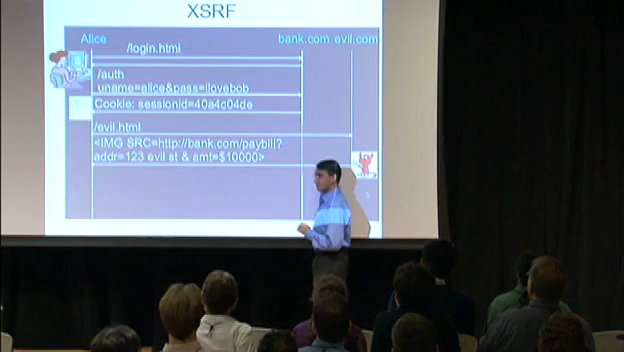 XSRF
Alice bank.com evil.com
/login.html
/auth
uname=alice&pass=ilovebob
Cookie: sessionid=40a4c04de
/evil.html
<IMG SRC=http://bank.com/paybill?
addr=123 evil st & amt=$10000>